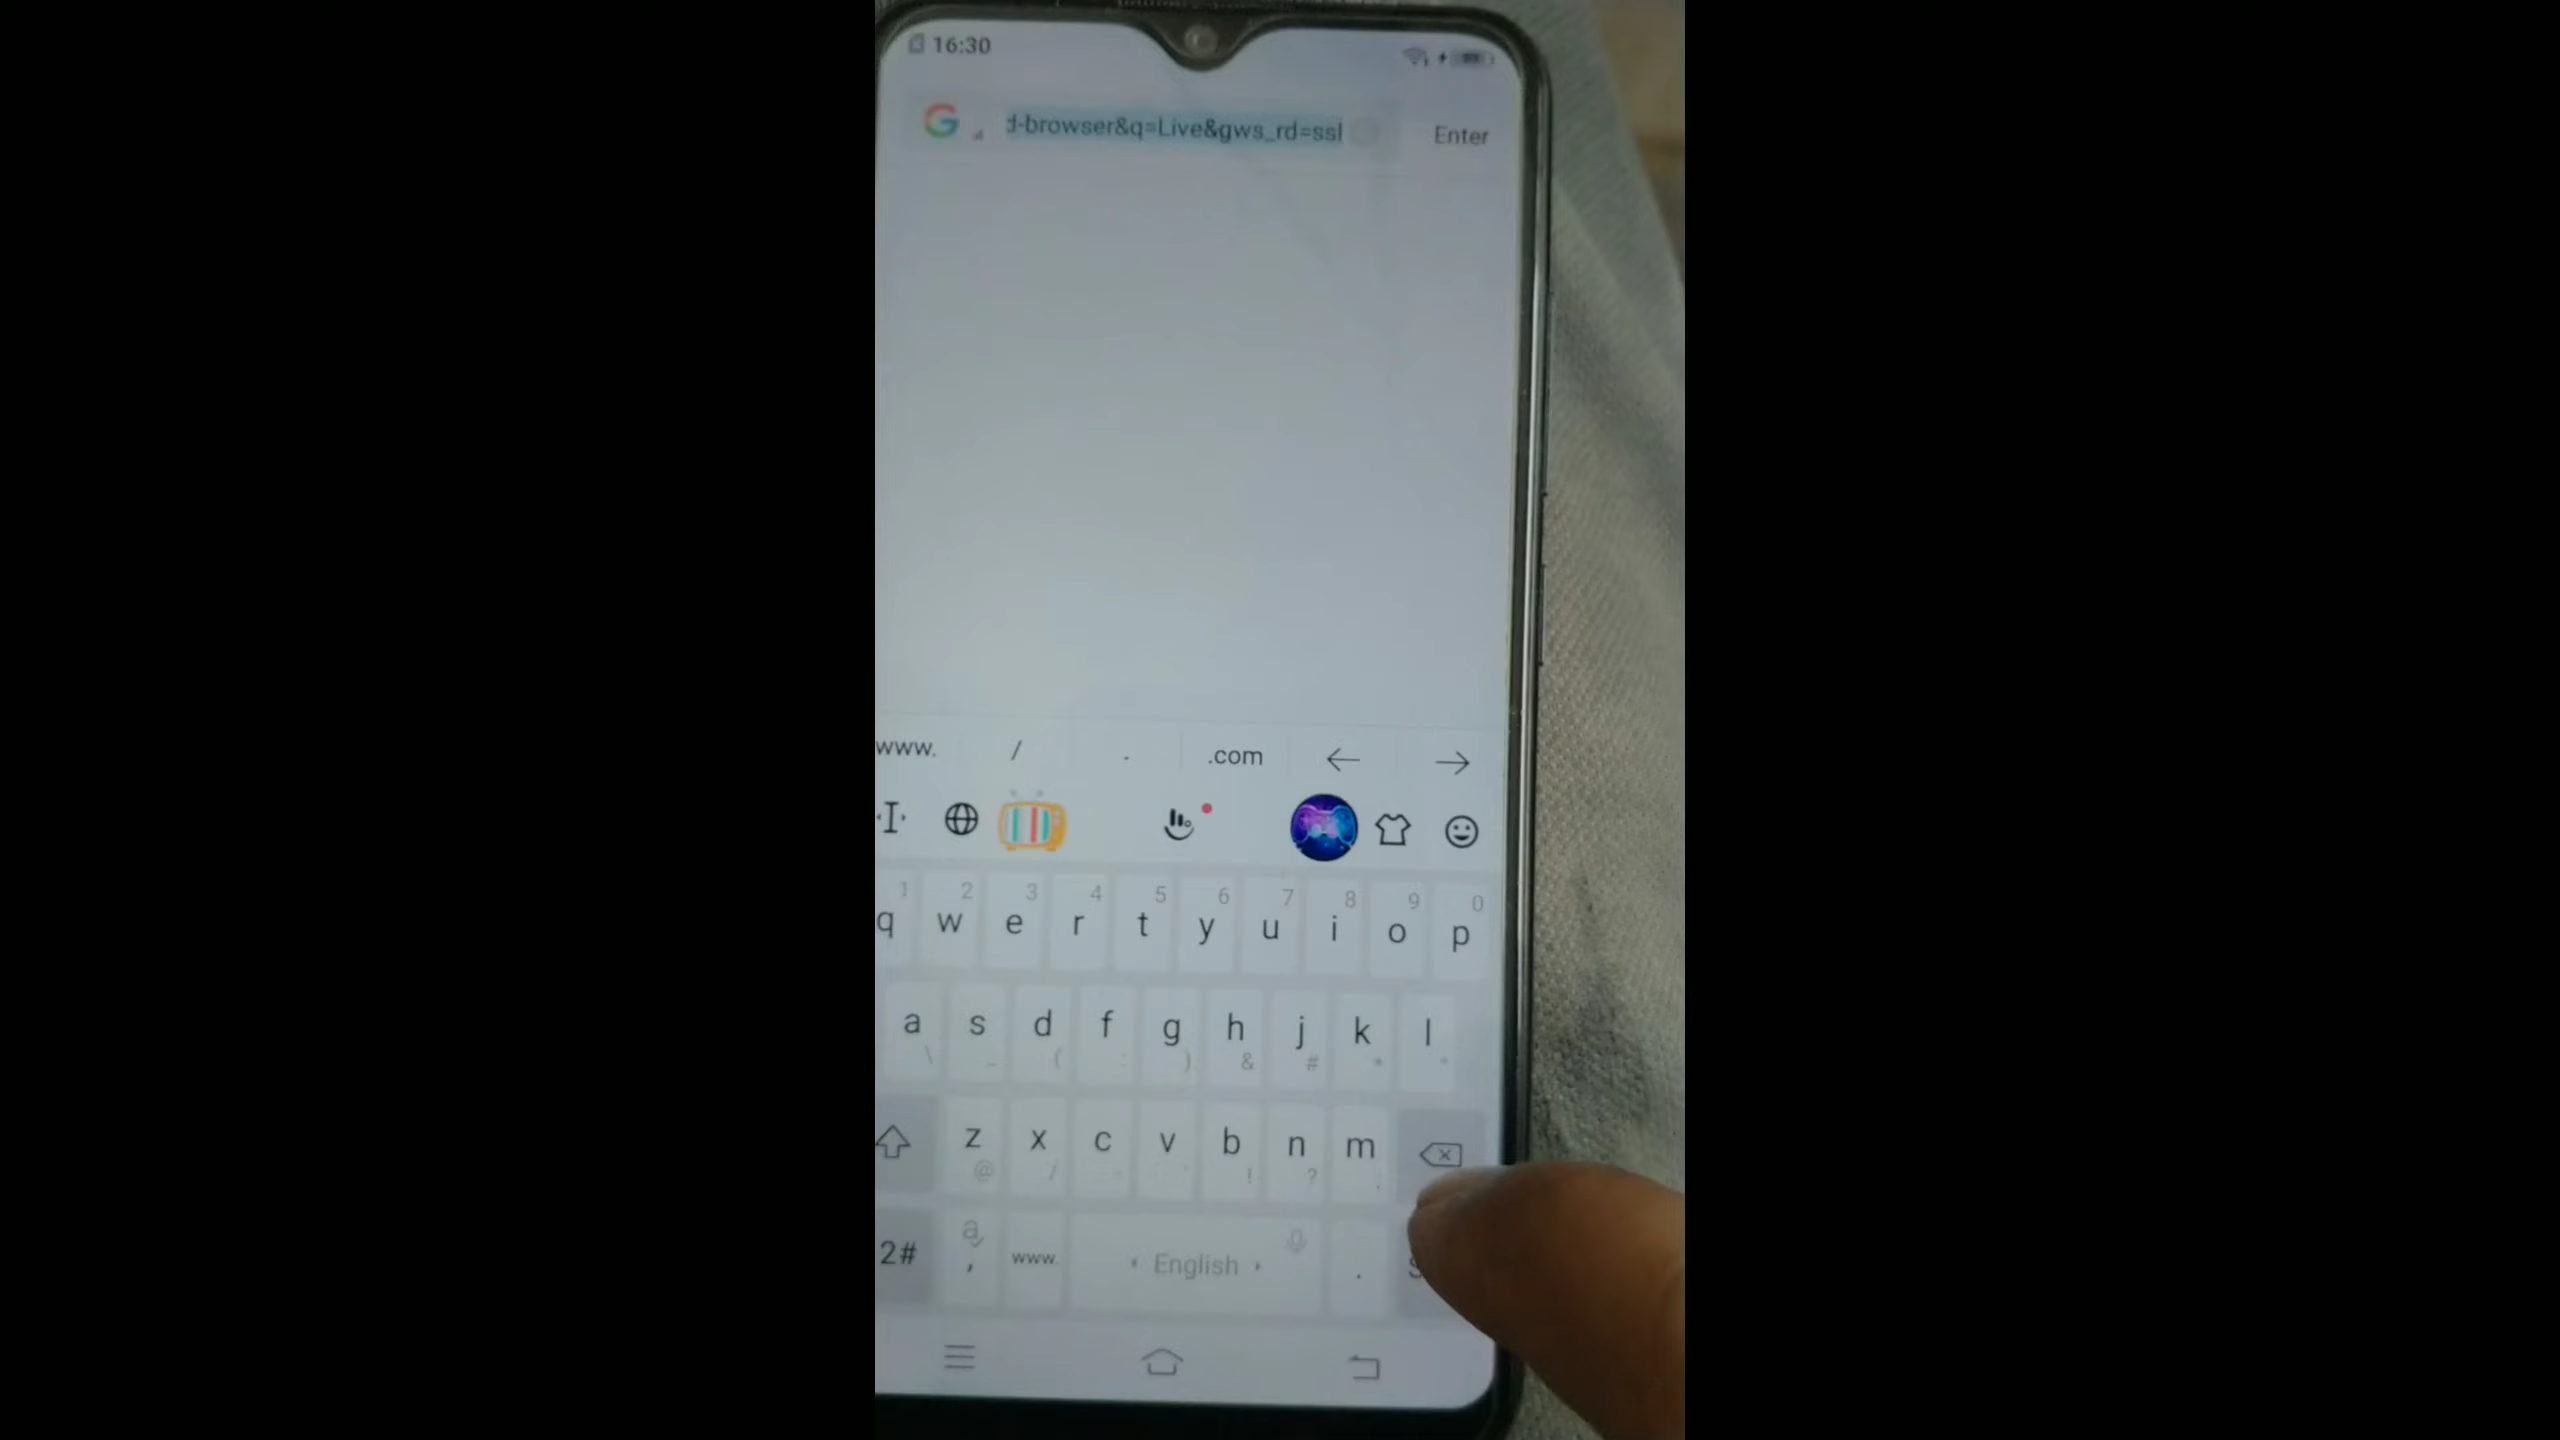 16:30
G d-browser&q=Live&gws_rd=ssl Enter
www. / . .com ← →
1 2 3 4 5 6 7 8 9 0
q w e r t y u i o p
a s d f g h j k l
\ _ ( : ) & # *
z x c v b n m
@ / ! ? ;
2# , www. English .